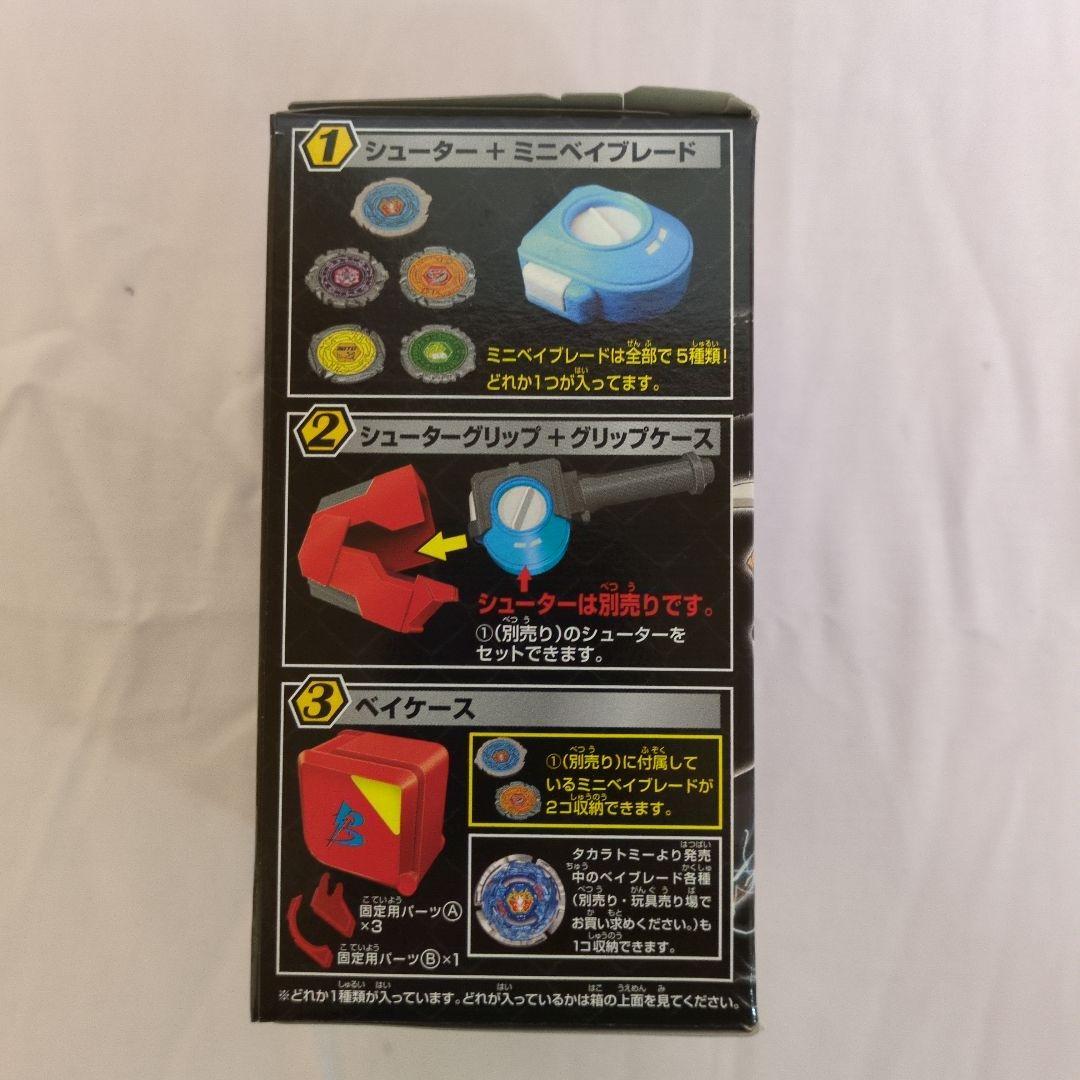 1 シューター＋ミニベイブレード
ミニベイブレードは全部で5種類!
どれか1つが入ってます。
2 シューターグリップ＋グリップケース
シューターは別売りです。
①(別売り)のシューターを
セットできます。
3 ベイケース
①(別売り)に付属して
いるミニベイブレードが
2コ収納できます。
タカラトミーより発売
中のベイブレード各種
(別売り・玩具売り場で
お買い求めください。)も
1コ収納できます。
固定用パーツⒶ
×3
固定用パーツⒷ×1
※どれか1種類が入っています。どれが入っているかは箱の上面を見てください。